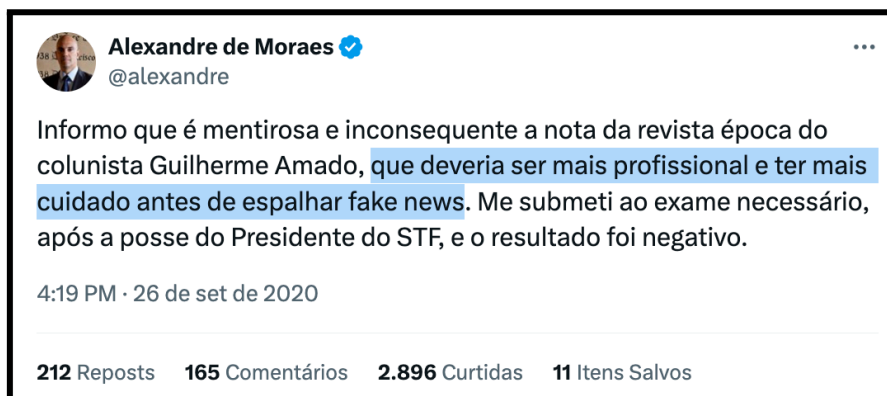 Alexandre de Moraes
@alexandre
Informo que é mentirosa e inconsequente a nota da revista época do
colunista Guilherme Amado, que deveria ser mais profissional e ter mais
cuidado antes de espalhar fake news. Me submeti ao exame necessário,
após a posse do Presidente do STF, e o resultado foi negativo.
4:19 PM · 26 de set de 2020
212 Reposts 165 Comentários 2.896 Curtidas 11 Itens Salvos